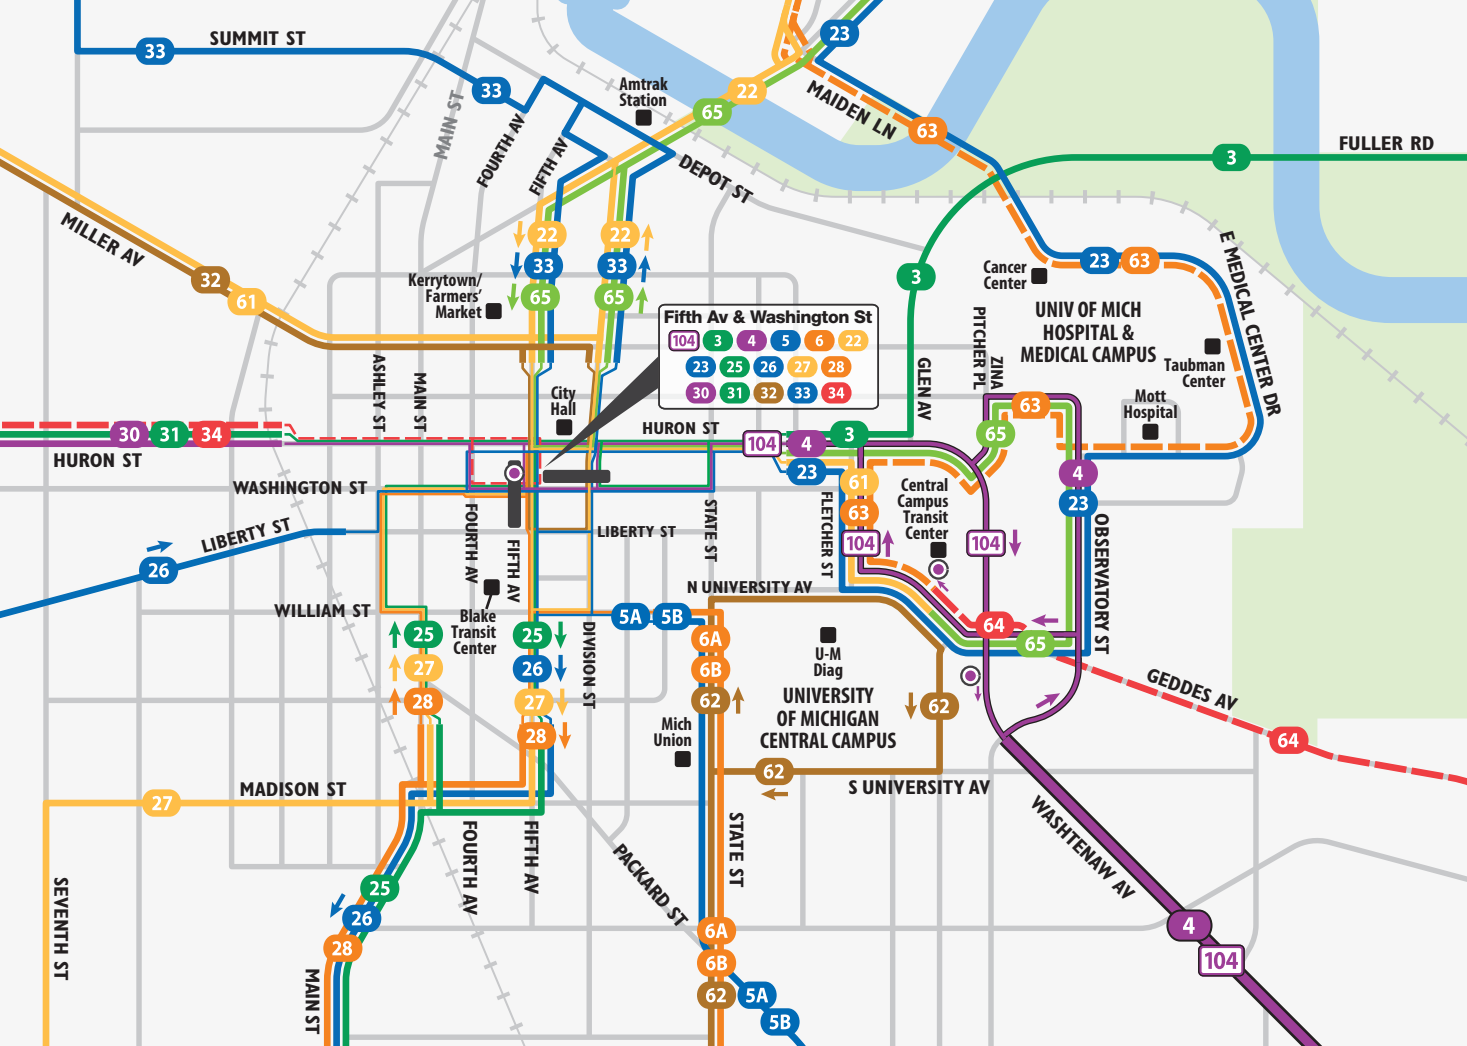 23
SUMMIT ST
33
33
Amtrak
Station
22
65
MAIDEN LN
63
MAIN ST
FOURTH AV
FIFTH AV
DEPOT ST
3
FULLER RD
MILLER AV
32
61
22
22
33
33
65
65
Kerrytown/
Farmers'
Market
3
Cancer
Center
23
63
E MEDICAL CENTER DR
UNIV OF MICH
HOSPITAL &
MEDICAL CAMPUS
Taubman
Center
Mott
Hospital
Fifth Av & Washington St
104 3 4 5 6 22
23 25 26 27 28
30 31 32 33 34
PITCHER PL
ZINA
GLEN AV
ASHLEY ST
MAIN ST
City
Hall
63
65
30 31 34
HURON ST
HURON ST
104 4 3
23
4
23
WASHINGTON ST
61
63
FLETCHER ST
Central
Campus
Transit
Center
LIBERTY ST
26
FOURTH AV
FIFTH AV
LIBERTY ST
STATE ST
104
104
OBSERVATORY ST
N UNIVERSITY AV
WILLIAM ST
Blake
Transit
Center
DIVISION ST
5A 5B
6A
6B
62
25
27
28
25
26
27
28
U-M
Diag
64
65
GEDDES AV
64
UNIVERSITY
OF MICHIGAN
CENTRAL CAMPUS
62
Mich
Union
62
S UNIVERSITY AV
27
MADISON ST
WASHTENAW AV
FOURTH AV
FIFTH AV
STATE ST
PACKARD ST
SEVENTH ST
25
26
28
MAIN ST
6A
6B
62
5A
5B
4
104